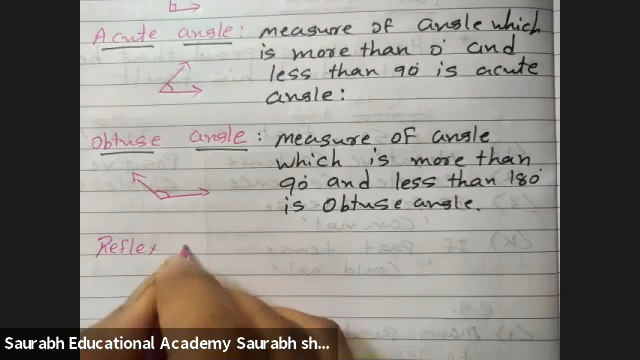 Acute angle : measure of angle which
is more than 0° and
less than 90° is acute
angle :
Obtuse angle : measure of angle
which is more than
90° and less than 180°
is Obtuse angle.
Reflex
Saurabh Educational Academy Saurabh sh...